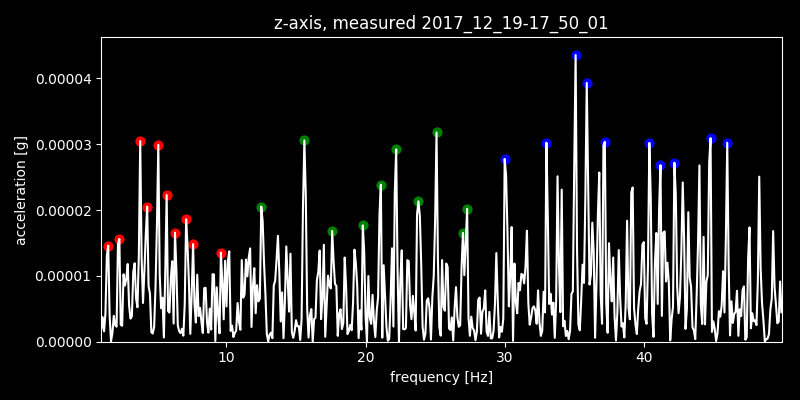 z-axis, measured 2017_12_19-17_50_01
0.00004
0.00003
0.00002
0.00001
0.00000
acceleration [g]
10 20 30 40
frequency [Hz]